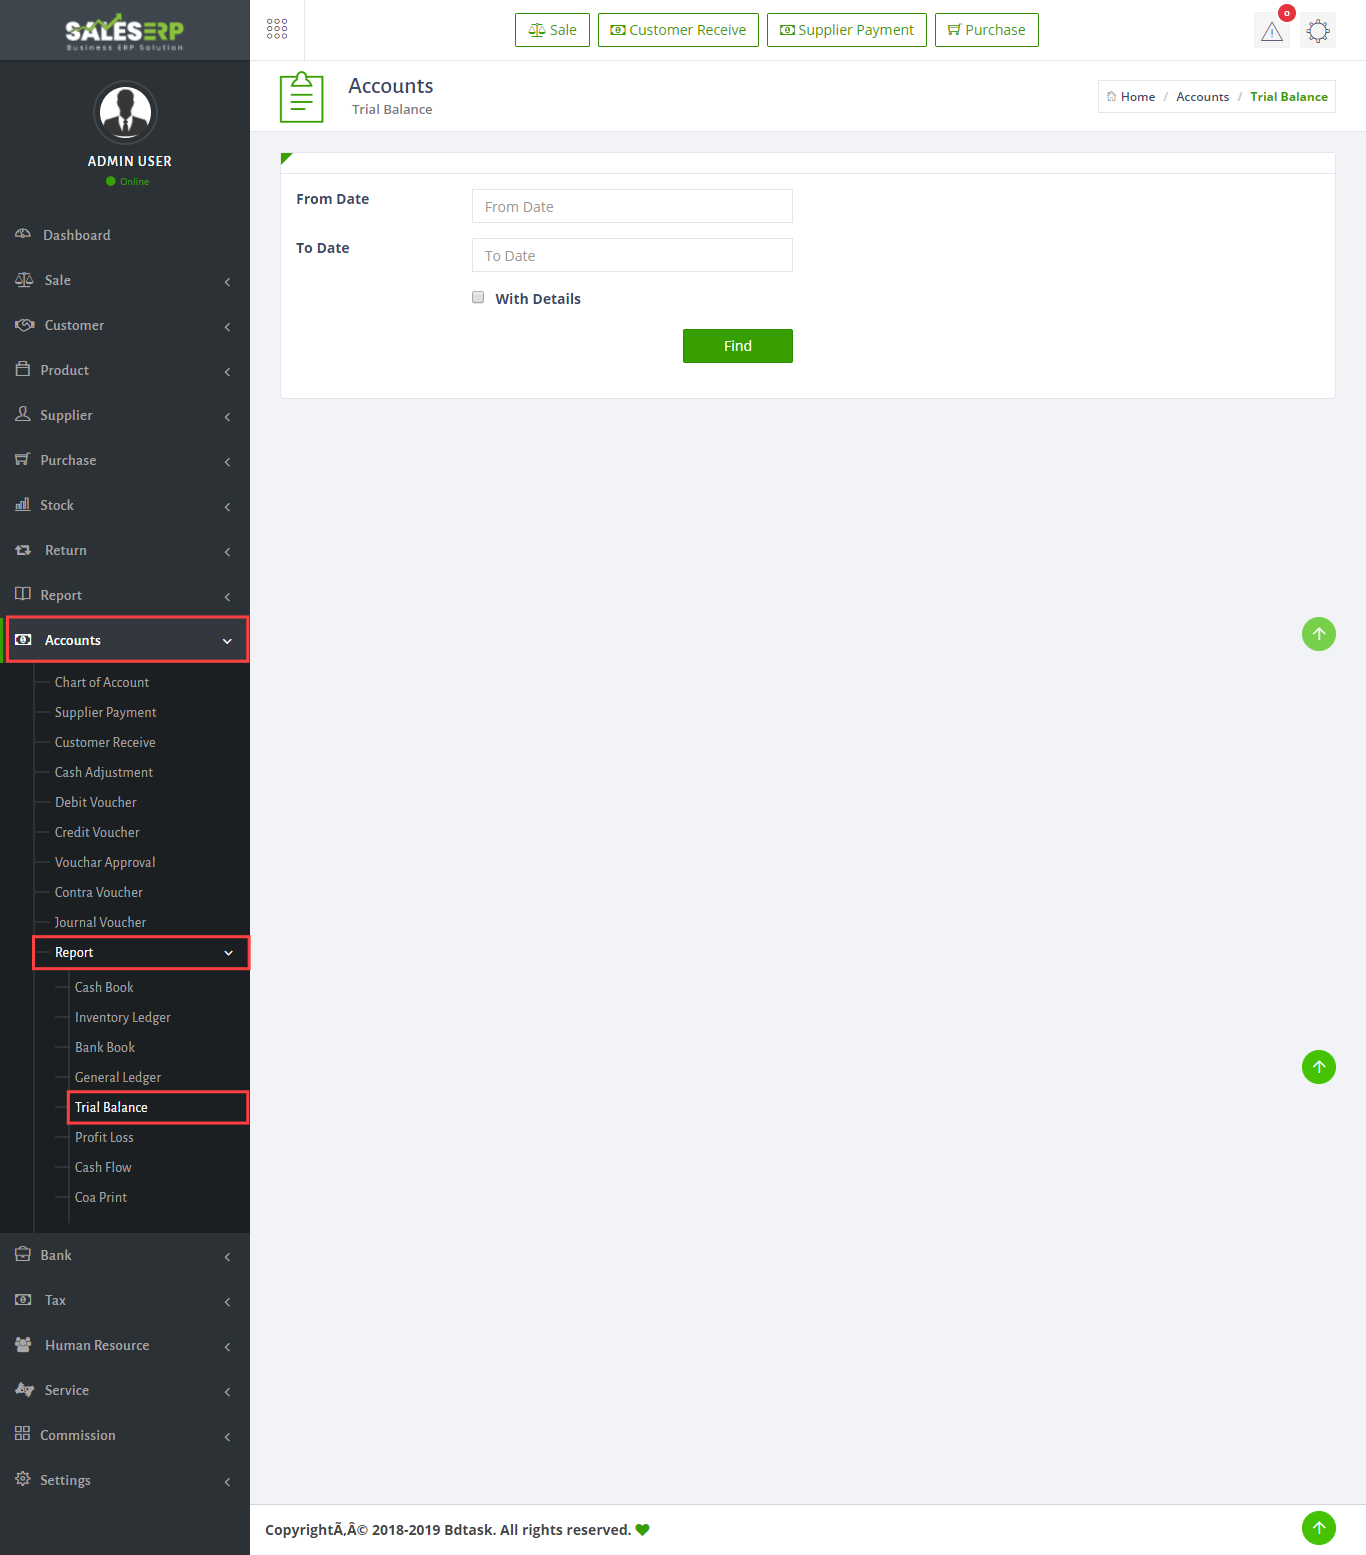 SALESERP
Business ERP Solution
ADMIN USER
Online
Dashboard
Sale
Customer
Product
Supplier
Purchase
Stock
Return
Report
Accounts
Chart of Account
Supplier Payment
Customer Receive
Cash Adjustment
Debit Voucher
Credit Voucher
Vouchar Approval
Contra Voucher
Journal Voucher
Report
Cash Book
Inventory Ledger
Bank Book
General Ledger
Trial Balance
Profit Loss
Cash Flow
Coa Print
Bank
Tax
Human Resource
Service
Commission
Settings
Sale Customer Receive Supplier Payment Purchase
0
Accounts
Trial Balance
Home / Accounts / Trial Balance
From Date From Date
To Date To Date
With Details
Find
CopyrightÃ,Â© 2018-2019 Bdtask. All rights reserved.